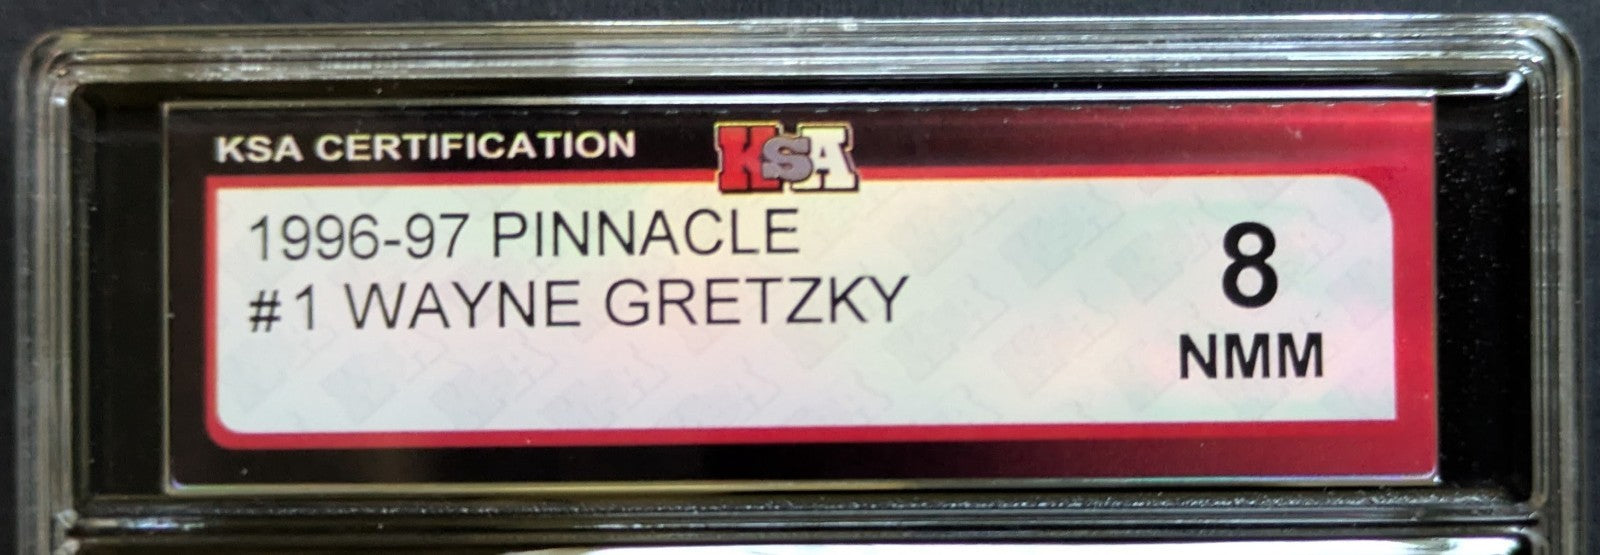 KSA CERTIFICATION
KSA
1996-97 PINNACLE
#1 WAYNE GRETZKY
8
NMM